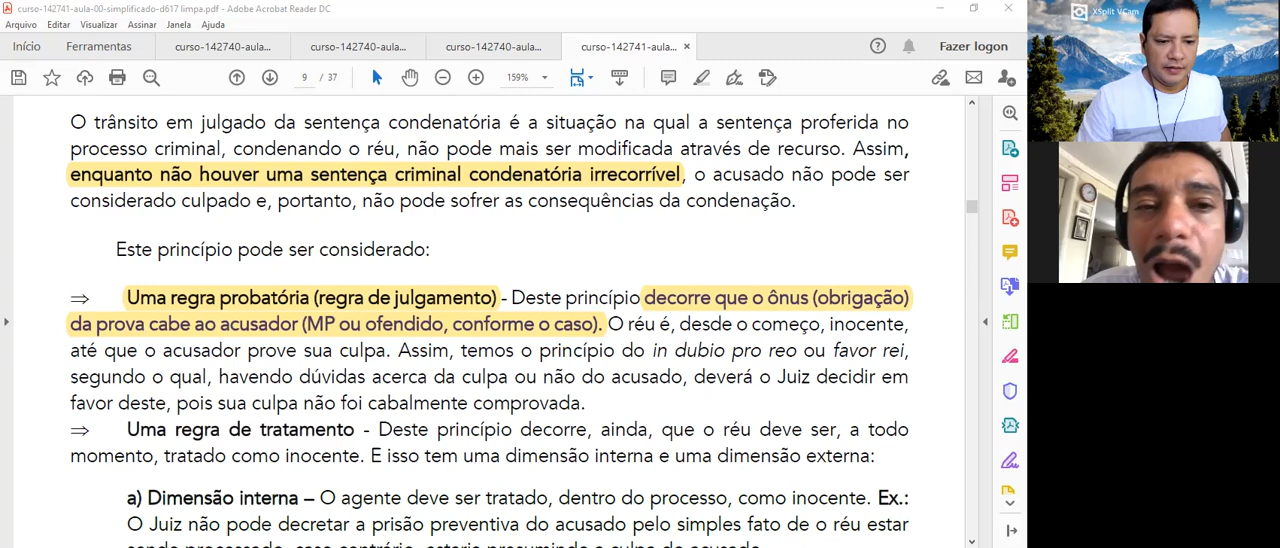 curso-142741-aula-00-simplificado-d617 limpa.pdf - Adobe Acrobat Reader DC
Arquivo Editar Visualizar Assinar Janela Ajuda
Início Ferramentas curso-142740-aula... curso-142740-aula... curso-142740-aula... curso-142741-aula... × Fazer logon
9 / 37 159%
XSplit VCam
O trânsito em julgado da sentença condenatória é a situação na qual a sentença proferida no
processo criminal, condenando o réu, não pode mais ser modificada através de recurso. Assim,
enquanto não houver uma sentença criminal condenatória irrecorrível, o acusado não pode ser
considerado culpado e, portanto, não pode sofrer as consequências da condenação.
Este princípio pode ser considerado:
⇒ Uma regra probatória (regra de julgamento) - Deste princípio decorre que o ônus (obrigação)
da prova cabe ao acusador (MP ou ofendido, conforme o caso). O réu é, desde o começo, inocente,
até que o acusador prove sua culpa. Assim, temos o princípio do in dubio pro reo ou favor rei,
segundo o qual, havendo dúvidas acerca da culpa ou não do acusado, deverá o Juiz decidir em
favor deste, pois sua culpa não foi cabalmente comprovada.
⇒ Uma regra de tratamento - Deste princípio decorre, ainda, que o réu deve ser, a todo
momento, tratado como inocente. E isso tem uma dimensão interna e uma dimensão externa:
a) Dimensão interna – O agente deve ser tratado, dentro do processo, como inocente. Ex.:
O Juiz não pode decretar a prisão preventiva do acusado pelo simples fato de o réu estar